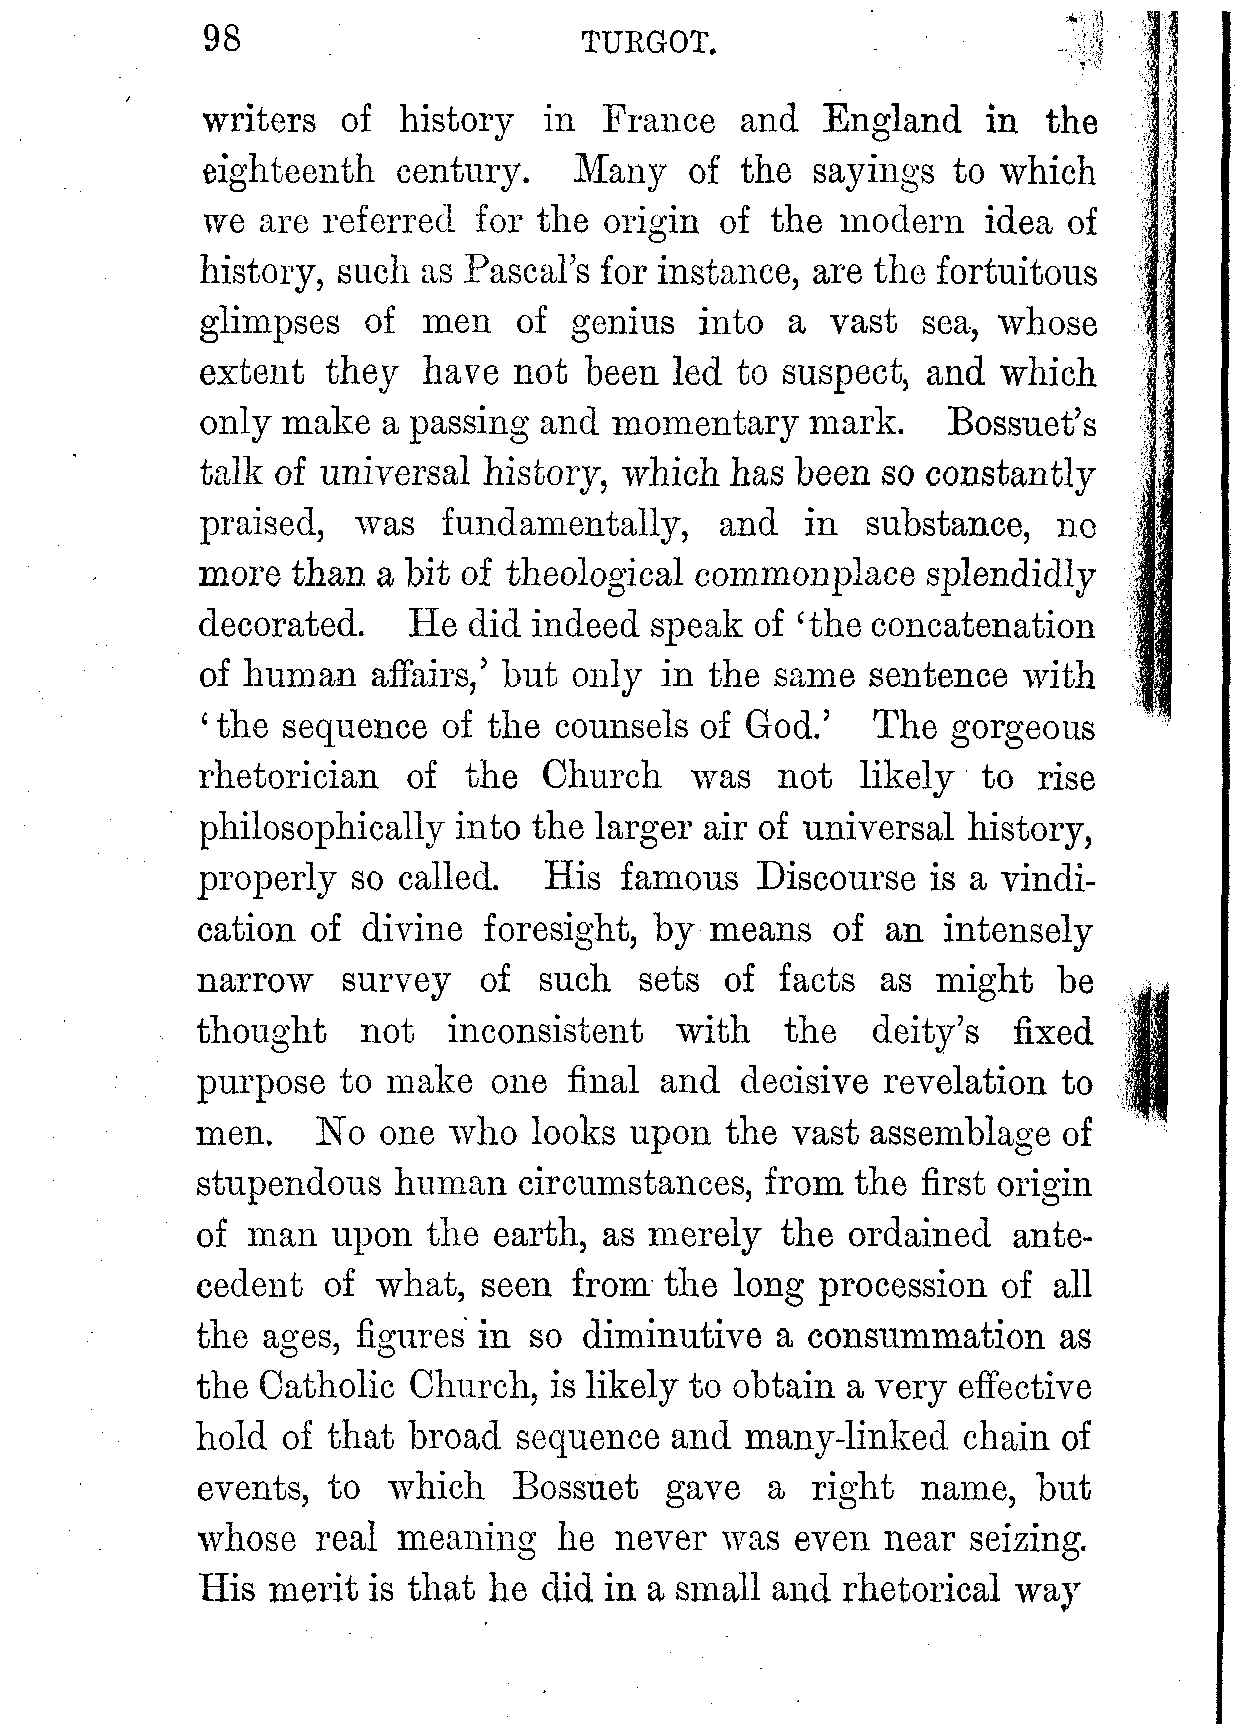 98 TURGOT.
writers of history in France and England in the
eighteenth century. Many of the sayings to which
we are referred for the origin of the modern idea of
history, such as Pascal's for instance, are the fortuitous
glimpses of men of genius into a vast sea, whose
extent they have not been led to suspect, and which
only make a passing and momentary mark. Bossuet's
talk of universal history, which has been so constantly
praised, was fundamentally, and in substance, no
more than a bit of theological commonplace splendidly
decorated. He did indeed speak of 'the concatenation
of human affairs,' but only in the same sentence with
'the sequence of the counsels of God.' The gorgeous
rhetorician of the Church was not likely to rise
philosophically into the larger air of universal history,
properly so called. His famous Discourse is a vindi-
cation of divine foresight, by means of an intensely
narrow survey of such sets of facts as might be
thought not inconsistent with the deity's fixed
purpose to make one final and decisive revelation to
men. No one who looks upon the vast assemblage of
stupendous human circumstances, from the first origin
of man upon the earth, as merely the ordained ante-
cedent of what, seen from the long procession of all
the ages, figures in so diminutive a consummation as
the Catholic Church, is likely to obtain a very effective
hold of that broad sequence and many-linked chain of
events, to which Bossuet gave a right name, but
whose real meaning he never was even near seizing.
His merit is that he did in a small and rhetorical way